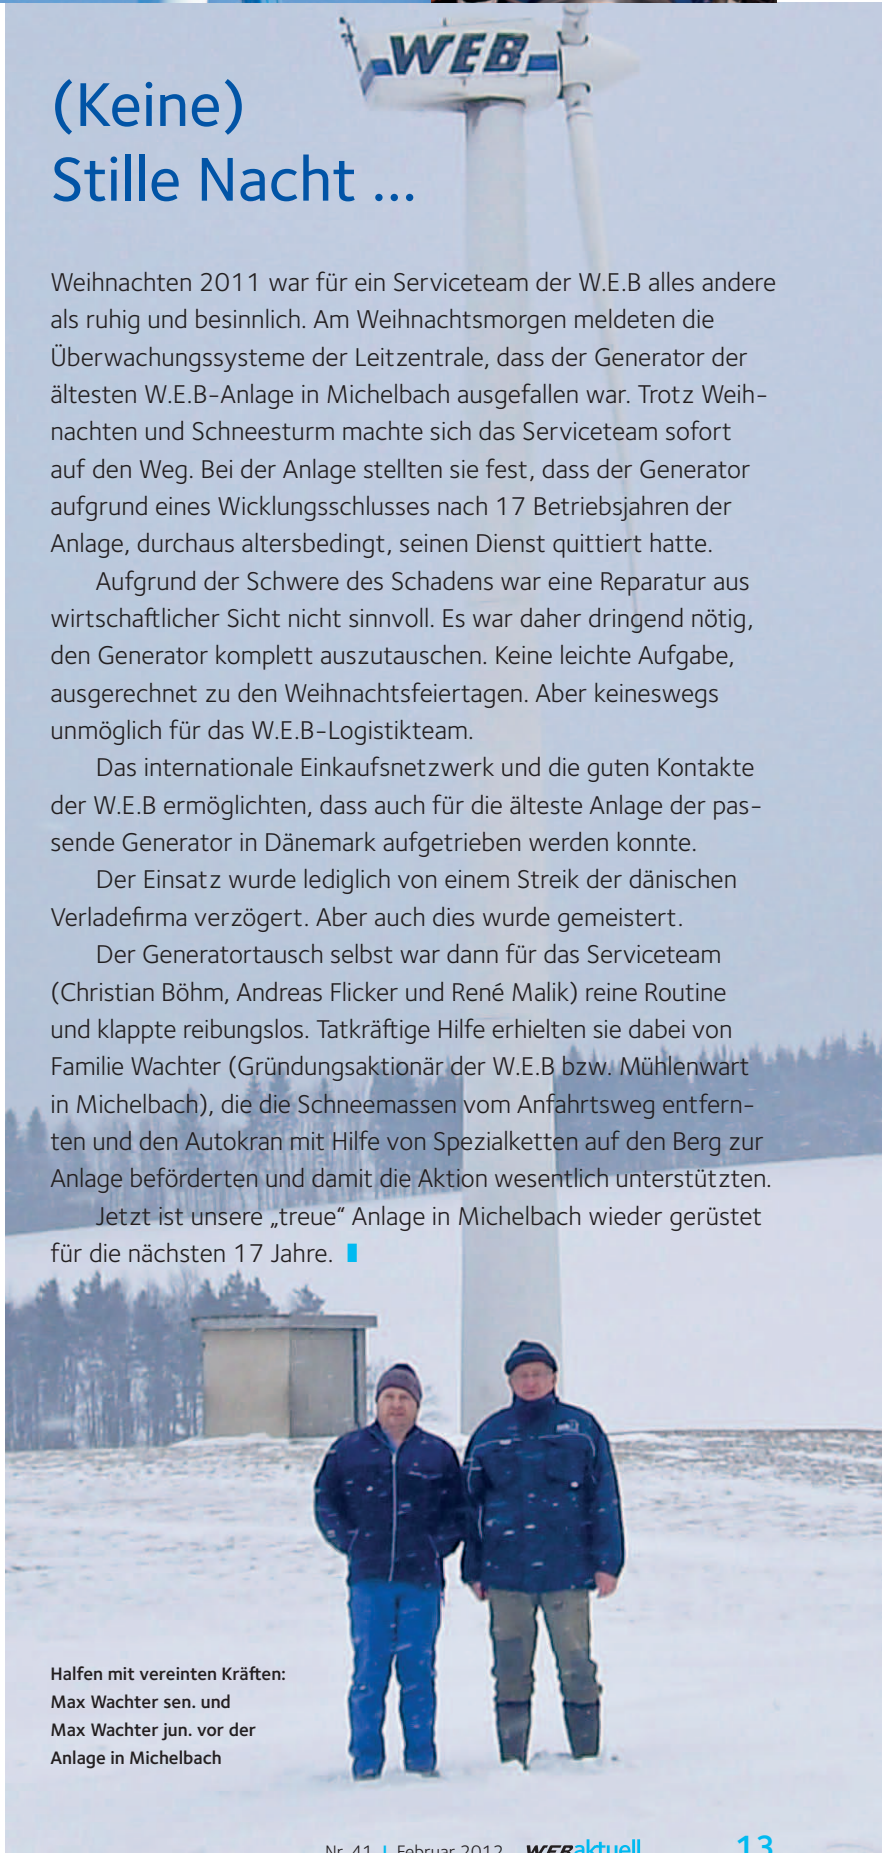 WEB
(Keine)
Stille Nacht ...
Weihnachten 2011 war für ein Serviceteam der W.E.B alles andere
als ruhig und besinnlich. Am Weihnachtsmorgen meldeten die
Überwachungssysteme der Leitzentrale, dass der Generator der
ältesten W.E.B-Anlage in Michelbach ausgefallen war. Trotz Weih-
nachten und Schneesturm machte sich das Serviceteam sofort
auf den Weg. Bei der Anlage stellten sie fest, dass der Generator
aufgrund eines Wicklungsschlusses nach 17 Betriebsjahren der
Anlage, durchaus altersbedingt, seinen Dienst quittiert hatte.
Aufgrund der Schwere des Schadens war eine Reparatur aus
wirtschaftlicher Sicht nicht sinnvoll. Es war daher dringend nötig,
den Generator komplett auszutauschen. Keine leichte Aufgabe,
ausgerechnet zu den Weihnachtsfeiertagen. Aber keineswegs
unmöglich für das W.E.B-Logistikteam.
Das internationale Einkaufsnetzwerk und die guten Kontakte
der W.E.B ermöglichten, dass auch für die älteste Anlage der pas-
sende Generator in Dänemark aufgetrieben werden konnte.
Der Einsatz wurde lediglich von einem Streik der dänischen
Verladefirma verzögert. Aber auch dies wurde gemeistert.
Der Generatortausch selbst war dann für das Serviceteam
(Christian Böhm, Andreas Flicker und René Malik) reine Routine
und klappte reibungslos. Tatkräftige Hilfe erhielten sie dabei von
Familie Wachter (Gründungsaktionär der W.E.B bzw. Mühlenwart
in Michelbach), die die Schneemassen vom Anfahrtsweg entfern-
ten und den Autokran mit Hilfe von Spezialketten auf den Berg zur
Anlage beförderten und damit die Aktion wesentlich unterstützten.
Jetzt ist unsere „treue“ Anlage in Michelbach wieder gerüstet
für die nächsten 17 Jahre.
Halfen mit vereinten Kräften:
Max Wachter sen. und
Max Wachter jun. vor der
Anlage in Michelbach
Nr. 41 | Februar 2012 WEBaktuell 13